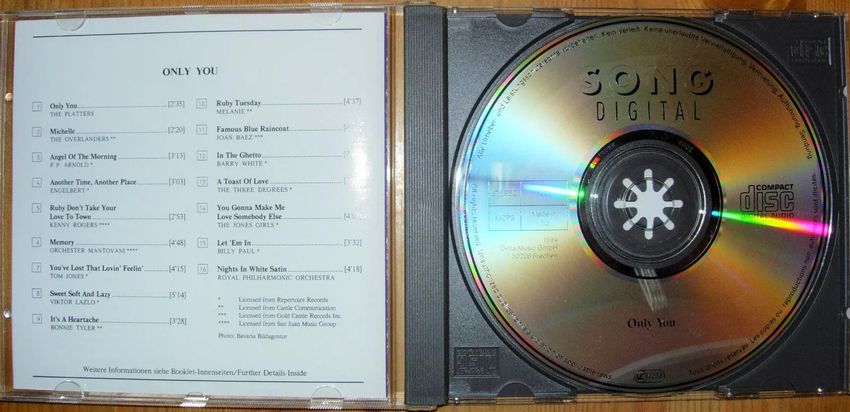 ONLY YOU
1 Only You [2'35]
THE PLATTERS
2 Michelle [2'20]
THE OVERLANDERS **
3 Angel Of The Morning [3'13]
P.P. ARNOLD *
4 Another Time, Another Place [3'03]
ENGELBERT *
5 Ruby Don't Take Your
Love To Town [2'53]
KENNY ROGERS ****
6 Memory [4'48]
ORCHESTER MANTOVANI ****
7 You've Lost That Lovin' Feelin' [4'15]
TOM JONES *
8 Sweet Soft And Lazy [5'14]
VIKTOR LAZLO *
9 It's A Heartache [3'28]
BONNIE TYLER **
10 Ruby Tuesday [4'37]
MELANIE **
11 Famous Blue Raincoat
JOAN BAEZ ***
12 In The Ghetto
BARRY WHITE *
13 A Toast Of Love
THE THREE DEGREES *
14 You Gonna Make Me
Love Somebody Else
THE JONES GIRLS *
15 Let 'Em In [3'32]
BILLY PAUL *
16 Nights In White Satin [4'18]
ROYAL PHILHARMONIC ORCHESTRA
* Licensed from Repertoire Records
** Licensed from Castle Communication
*** Licensed from Gold Castle Records Inc.
**** Licensed from San Juan Music Group
Photo: Bavaria Bildagentur
Weitere Informationen siehe Booklet-Innenseiten/Further Details Inside
SONG
DIGITAL
COMPACT
disc
DIGITAL AUDIO
1994
Delta Music GmbH
50226 Frechen
Only You